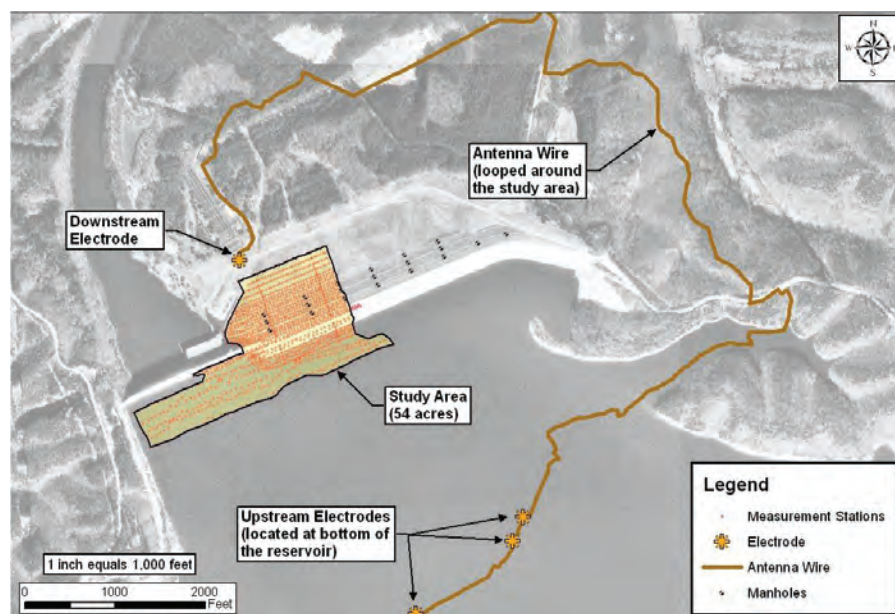 N
W
S
Antenna Wire
(looped around
the study area)
Downstream
Electrode
Study Area
(54 acres)
Upstream Electrodes
(located at bottom of
the reservoir)
1 inch equals 1,000 feet
0 1000 2000
Feet
Legend
Measurement Stations
Electrode
Antenna Wire
Manholes